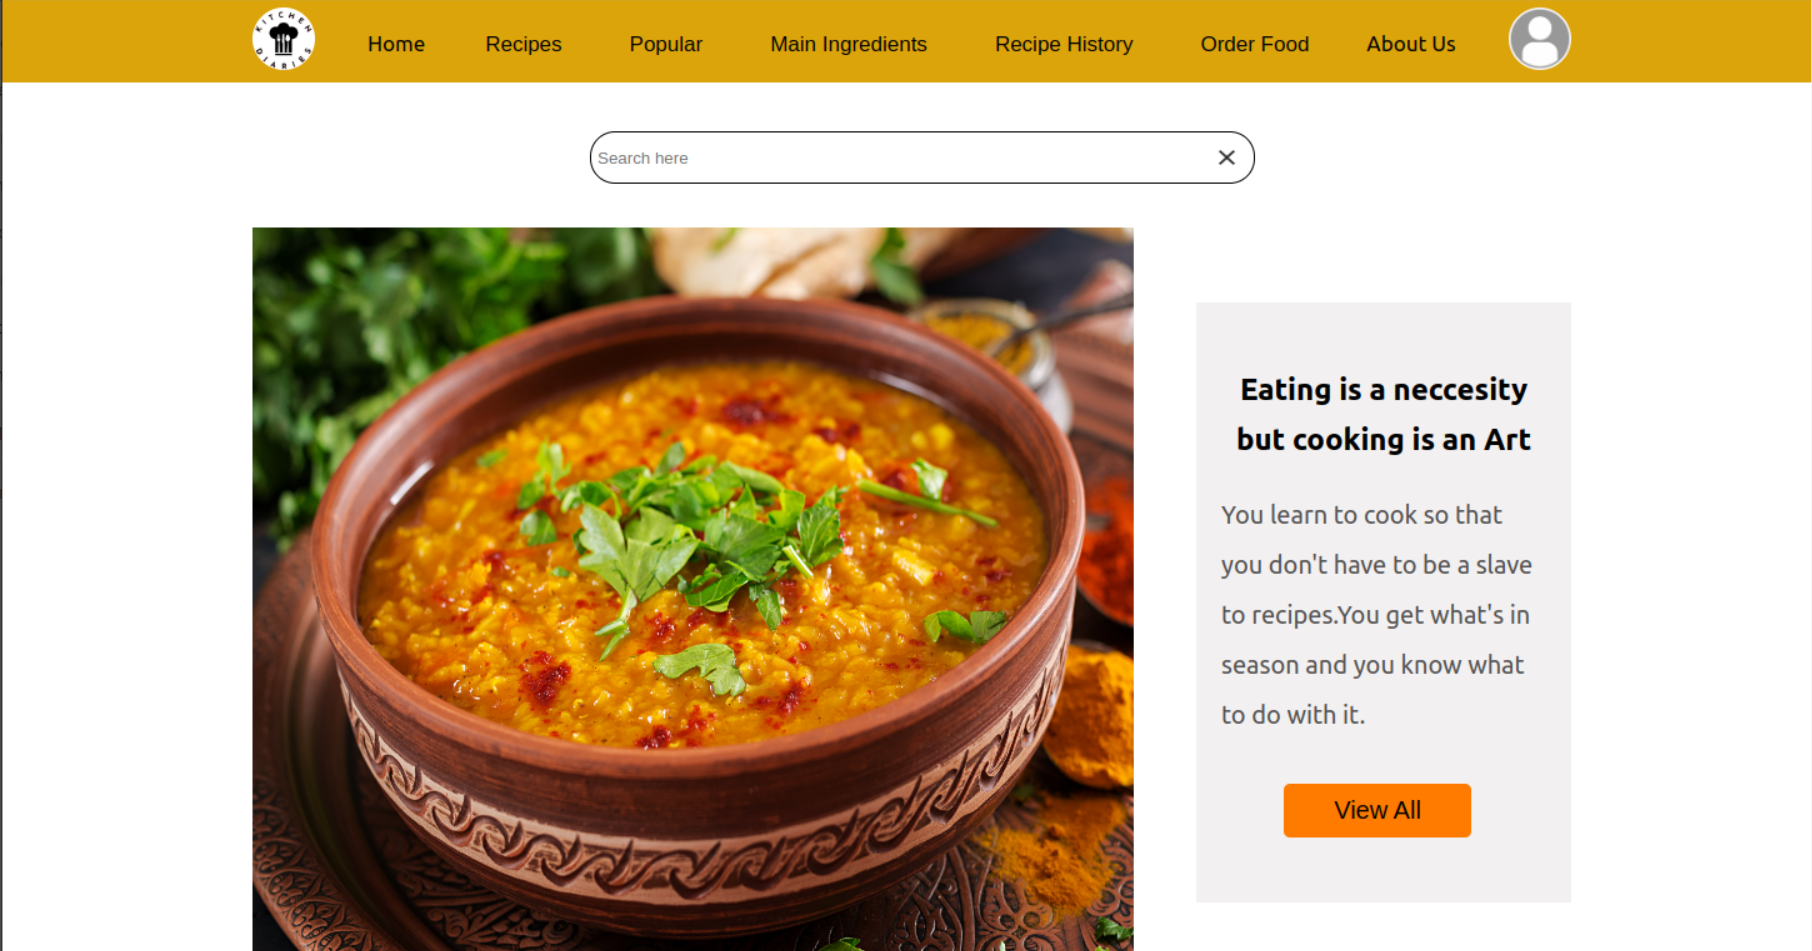 KITCHEN
DIARIES
Home Recipes Popular Main Ingredients Recipe History Order Food About Us
Search here
Eating is a neccesity
but cooking is an Art
You learn to cook so that
you don't have to be a slave
to recipes.You get what's in
season and you know what
to do with it.
View All